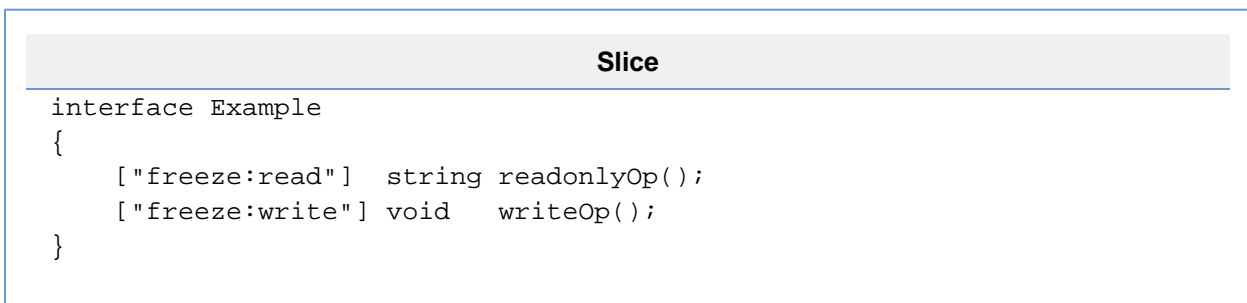 Slice
interface Example
{
    ["freeze:read"]  string readonlyOp();
    ["freeze:write"] void   writeOp();
}